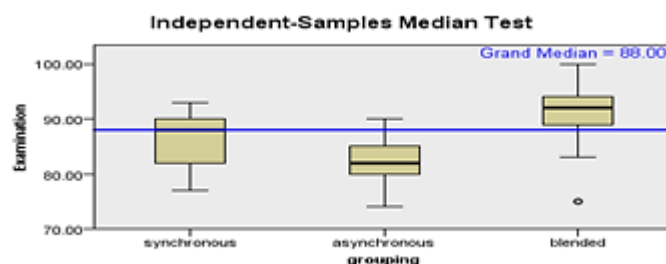 Independent-Samples Median Test
Grand Median = 88.00
Examination
100.00
90.00
80.00
70.00
synchronous asynchronous blended
grouping